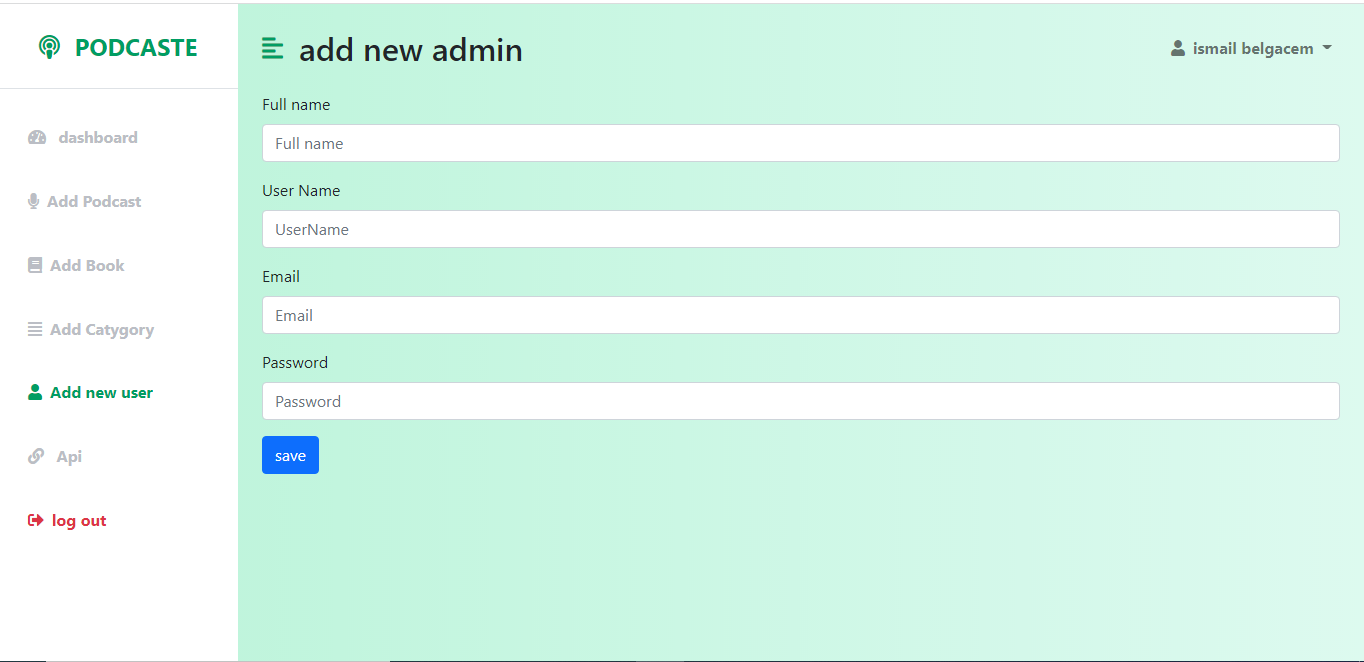 PODCASTE
dashboard
Add Podcast
Add Book
Add Catygory
Add new user
Api
log out
add new admin
ismail belgacem
Full name
Full name
User Name
UserName
Email
Email
Password
Password
save